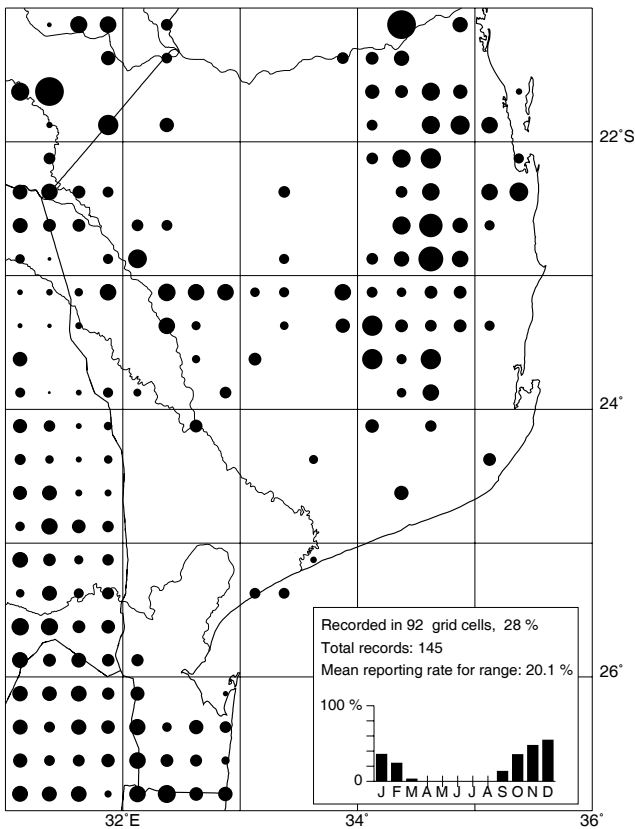 22°S
24°
Recorded in 92 grid cells, 28 %
Total records: 145
Mean reporting rate for range: 20.1 %
26°
100 %
0
J F M A M J J A S O N D
32°E 34° 36°